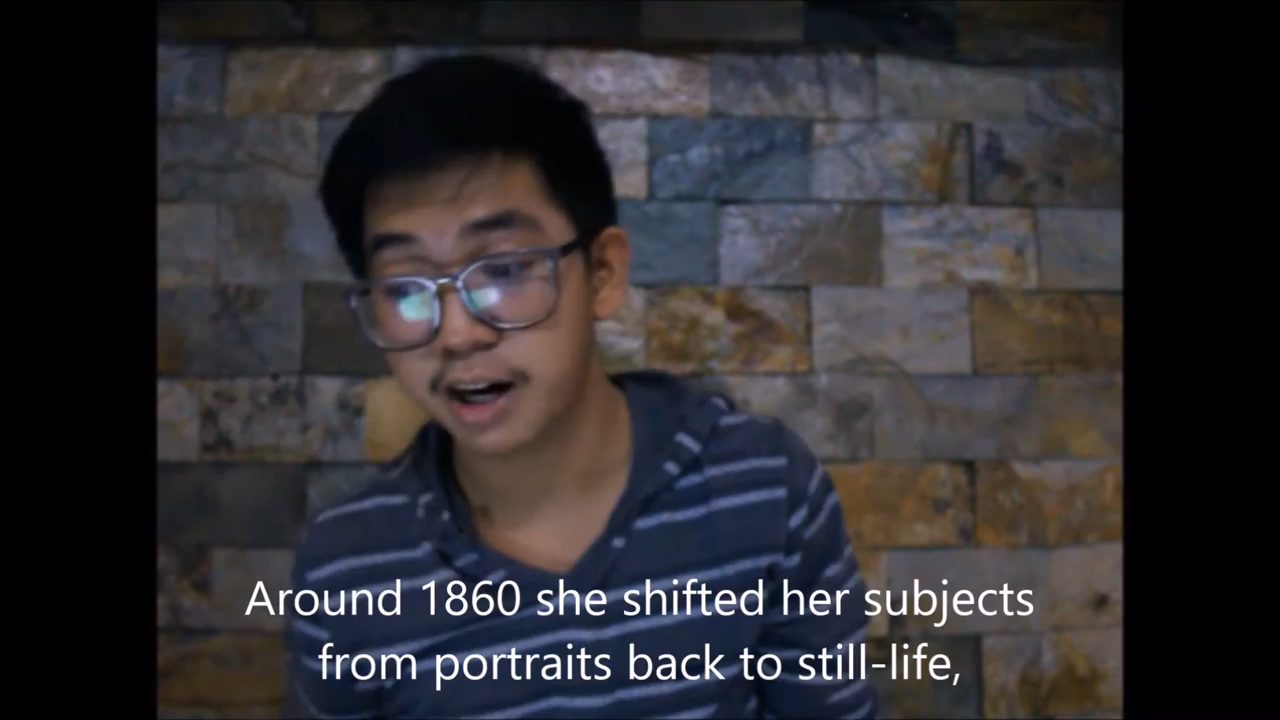 Around 1860 she shifted her subjects
from portraits back to still-life,